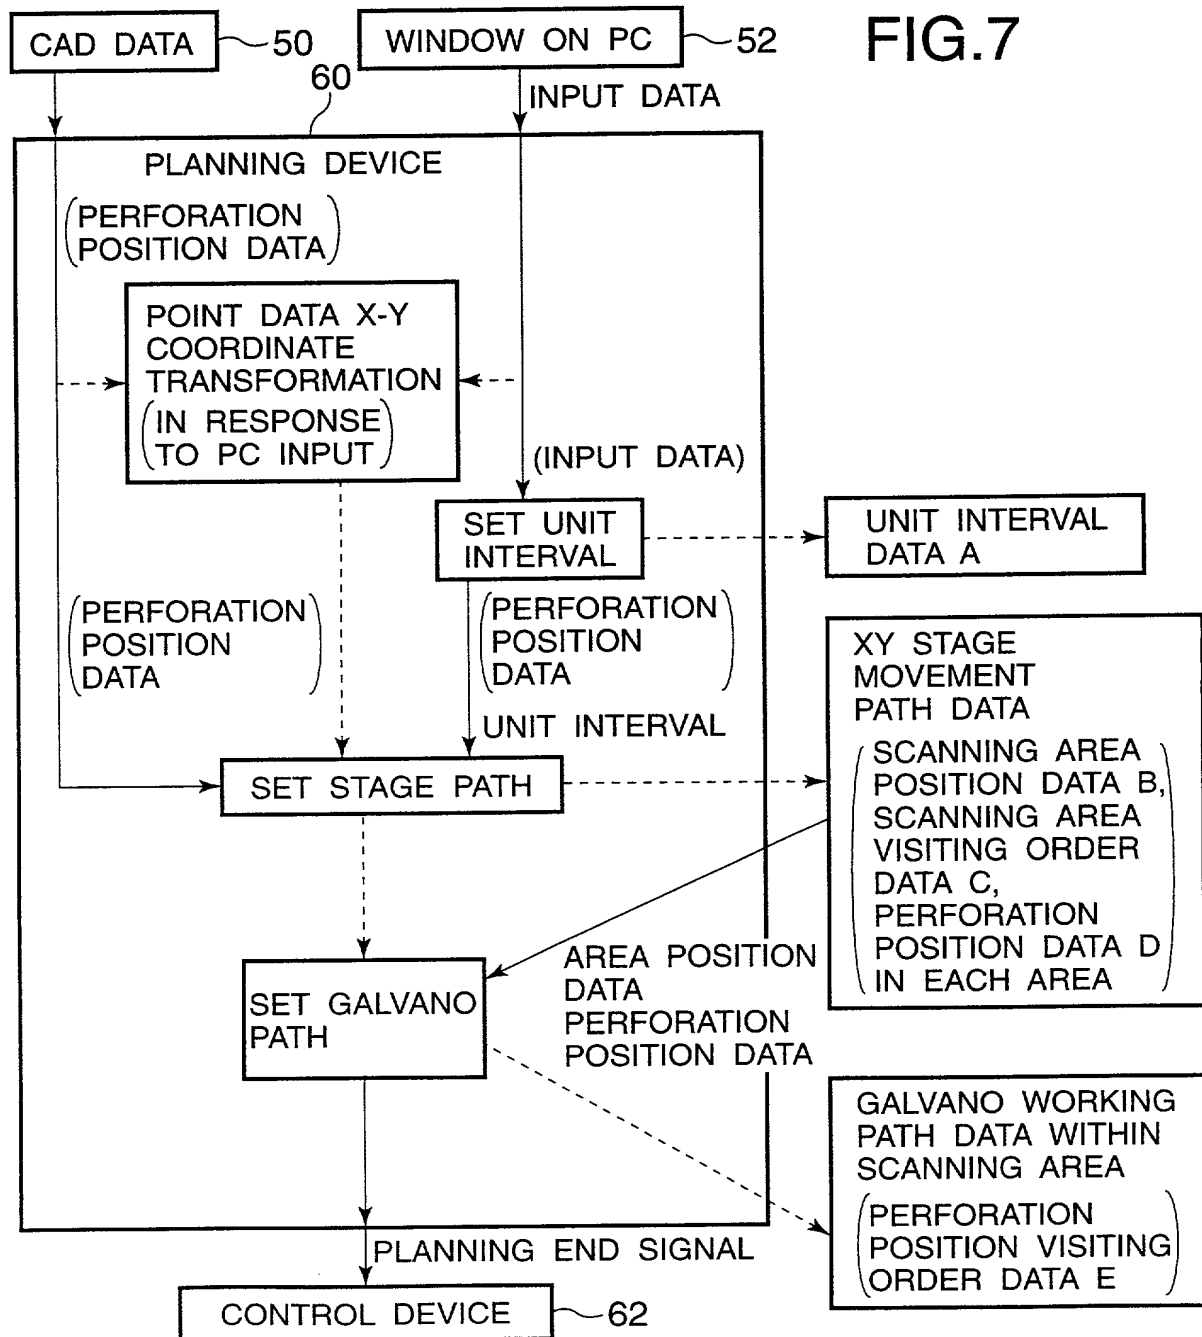 FIG.7
CAD DATA
50
WINDOW ON PC
52
60
INPUT DATA
PLANNING DEVICE
(PERFORATION
POSITION DATA)
POINT DATA X-Y
COORDINATE
TRANSFORMATION
(IN RESPONSE
TO PC INPUT)
(INPUT DATA)
SET UNIT
INTERVAL
UNIT INTERVAL
DATA A
(PERFORATION
POSITION
DATA)
(PERFORATION
POSITION
DATA)
UNIT INTERVAL
SET STAGE PATH
XY STAGE
MOVEMENT
PATH DATA
(SCANNING AREA
POSITION DATA B,
SCANNING AREA
VISITING ORDER
DATA C,
PERFORATION
POSITION DATA D
IN EACH AREA)
SET GALVANO
PATH
AREA POSITION
DATA
PERFORATION
POSITION DATA
GALVANO WORKING
PATH DATA WITHIN
SCANNING AREA
(PERFORATION
POSITION VISITING
ORDER DATA E)
PLANNING END SIGNAL
CONTROL DEVICE
62